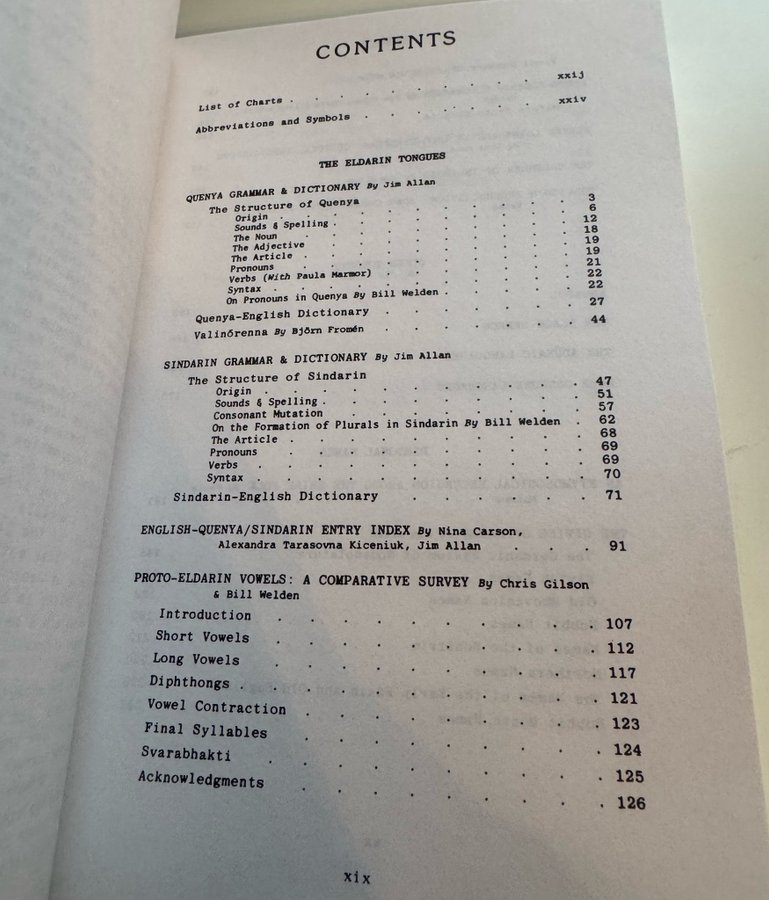 CONTENTS
List of Charts . . . . . . . . xxij
Abbreviations and Symbols . . . . . . xxiv
THE ELDARIN TONGUES
QUENYA GRAMMAR & DICTIONARY By Jim Allan
The Structure of Quenya
Origin . . . . . . . . 3
Sounds & Spelling . . . . . . . 6
The Noun . . . . . . . 12
The Adjective . . . . . . . 18
The Article . . . . . . . 19
Pronouns . . . . . . . 19
Verbs (With Paula Marmor) . . . . . . 21
Syntax . . . . . . . 22
On Pronouns in Quenya By Bill Welden . . . . 22
Quenya-English Dictionary . . . . . . 27
Valinórenna By Björn Fromén . . . . . . 44
SINDARIN GRAMMAR & DICTIONARY By Jim Allan
The Structure of Sindarin
Origin . . . . . . . . 47
Sounds & Spelling . . . . . . . 51
Consonant Mutation . . . . . . 57
On the Formation of Plurals in Sindarin By Bill Welden . 62
The Article . . . . . . . 68
Pronouns . . . . . . . 69
Verbs . . . . . . . . 69
Syntax . . . . . . . . 70
Sindarin-English Dictionary . . . . . 71
ENGLISH-QUENYA/SINDARIN ENTRY INDEX By Nina Carson,
Alexandra Tarasovna Kiceniuk, Jim Allan . . . 91
PROTO-ELDARIN VOWELS: A COMPARATIVE SURVEY By Chris Gilson
& Bill Welden
Introduction . . . . . . . . 107
Short Vowels . . . . . . . . 112
Long Vowels . . . . . . . . 117
Diphthongs . . . . . . . . 121
Vowel Contraction . . . . . . . 123
Final Syllables . . . . . . . 124
Svarabhakti . . . . . . . 125
Acknowledgments . . . . . . . 126
xix